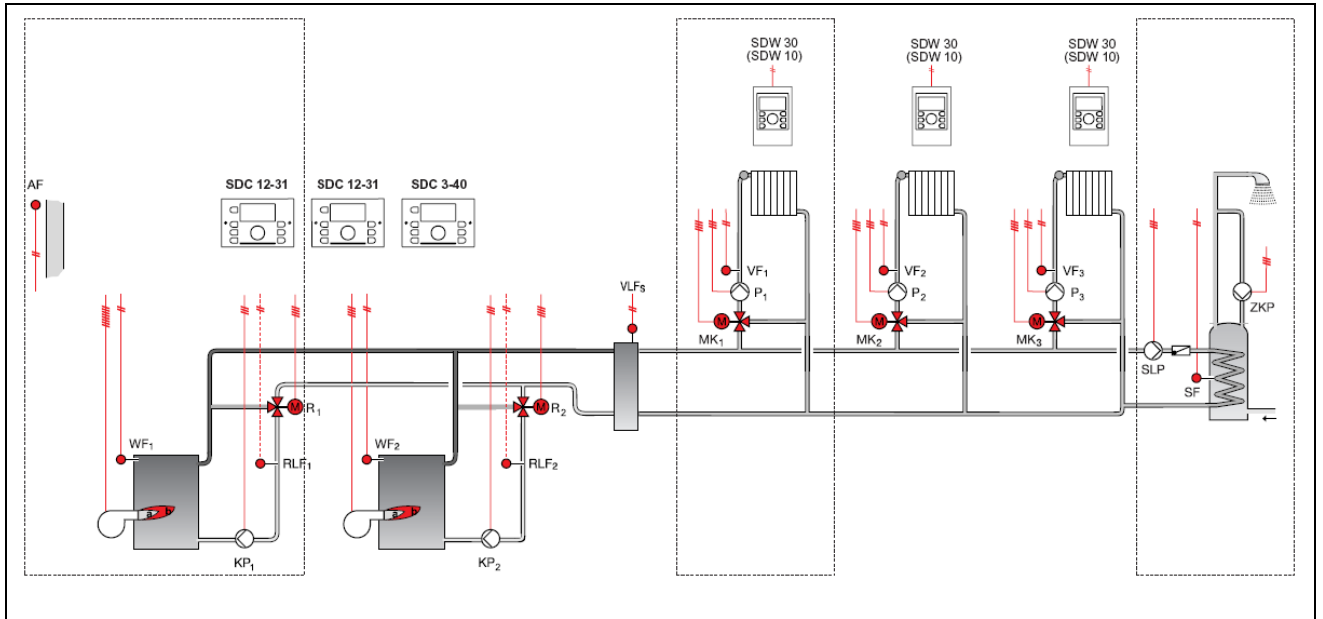 SDW 30
(SDW 10)
SDW 30
(SDW 10)
SDW 30
(SDW 10)
AF
SDC 12-31
SDC 12-31
SDC 3-40
VLFS
VF1
VF2
VF3
P1
P2
P3
ZKP
M
M
M
MK1
MK2
MK3
SLP
SF
M
R1
M
R2
WF1
RLF1
WF2
RLF2
a
b
a
b
KP1
KP2